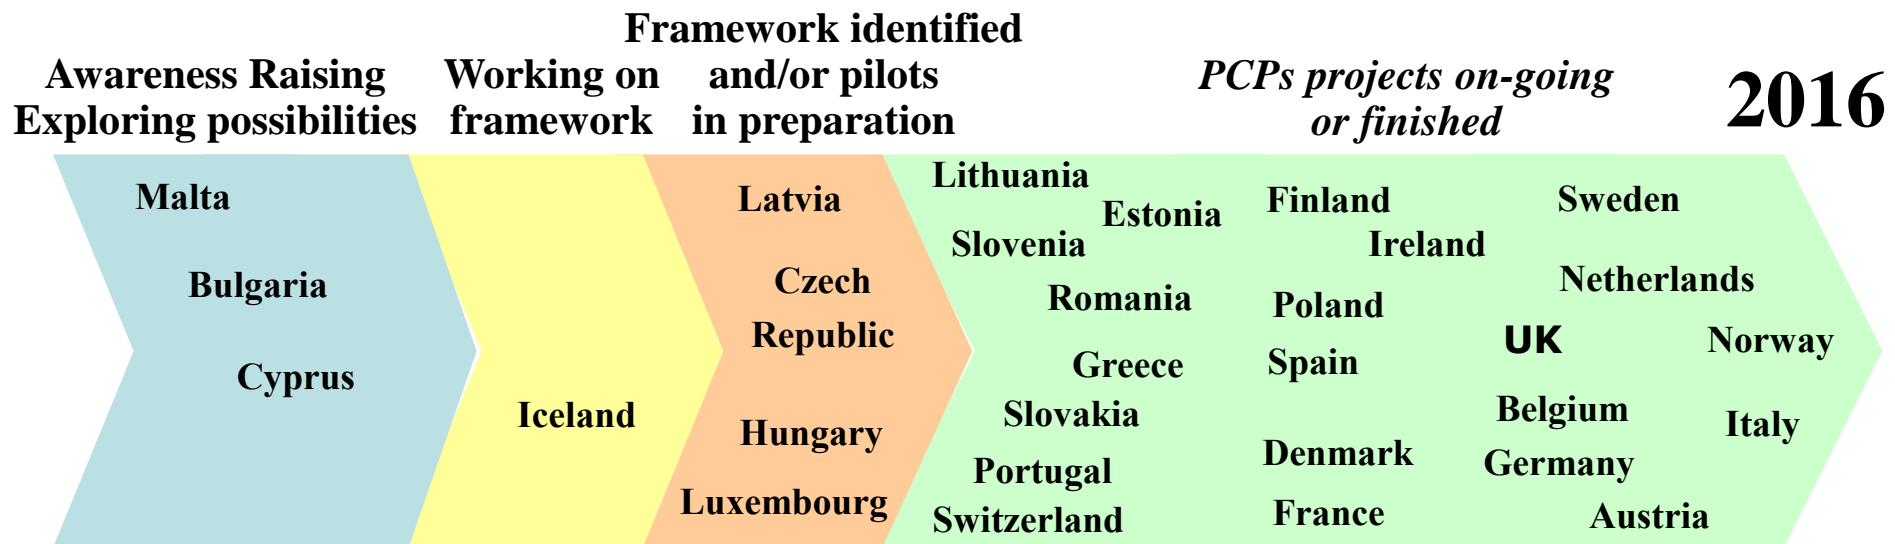 Awareness Raising
Exploring possibilities
Working on
framework
Framework identified
and/or pilots
in preparation
PCPs projects on-going
or finished
2016
Malta
Bulgaria
Cyprus
Iceland
Latvia
Czech
Republic
Hungary
Luxembourg
Lithuania
Estonia
Slovenia
Romania
Greece
Slovakia
Portugal
Switzerland
Finland
Ireland
Poland
Spain
Denmark
France
Sweden
Netherlands
UK
Norway
Belgium
Italy
Germany
Austria